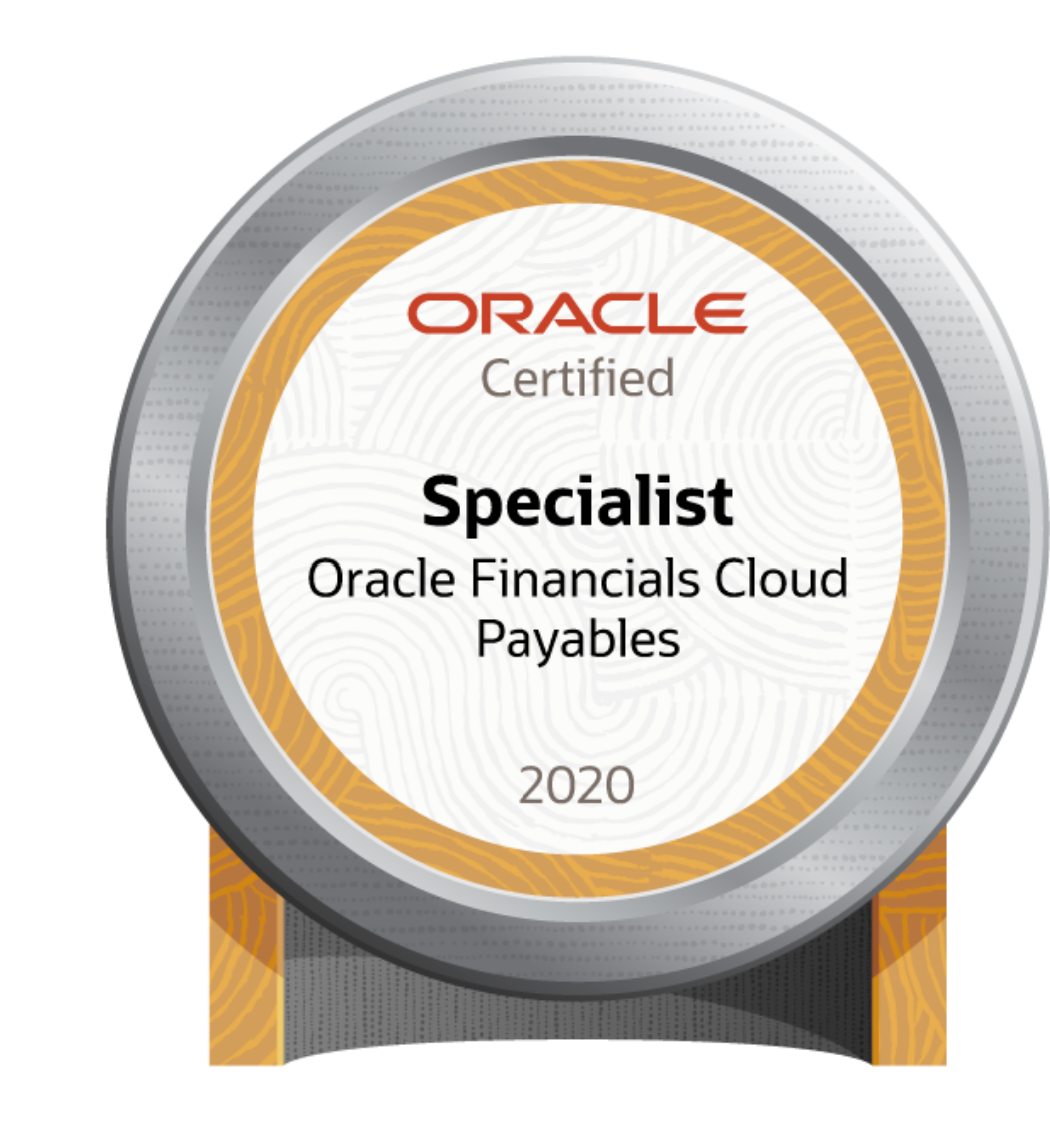 ORACLE
Certified
Specialist
Oracle Financials Cloud
Payables
2020